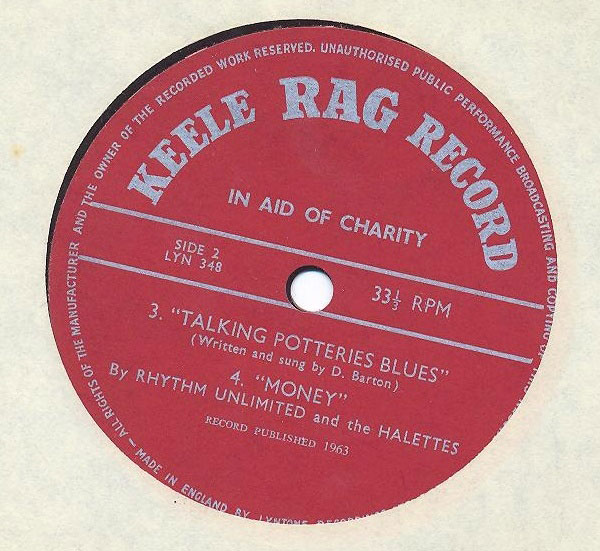 — ALL RIGHTS OF THE MANUFACTURER AND THE OWNER OF THE RECORDED WORK RESERVED. UNAUTHORISED PUBLIC PERFORMANCE BROADCASTING AND COPYING OF
KEELE RAG RECORD
IN AID OF CHARITY
SIDE 2
LYN 348
33⅓ RPM
3. "TALKING POTTERIES BLUES"
(Written and sung by D. Barton)
4. "MONEY"
By RHYTHM UNLIMITED and the HALETTES
RECORD PUBLISHED 1963
MADE IN ENGLAND BY LYNTONE